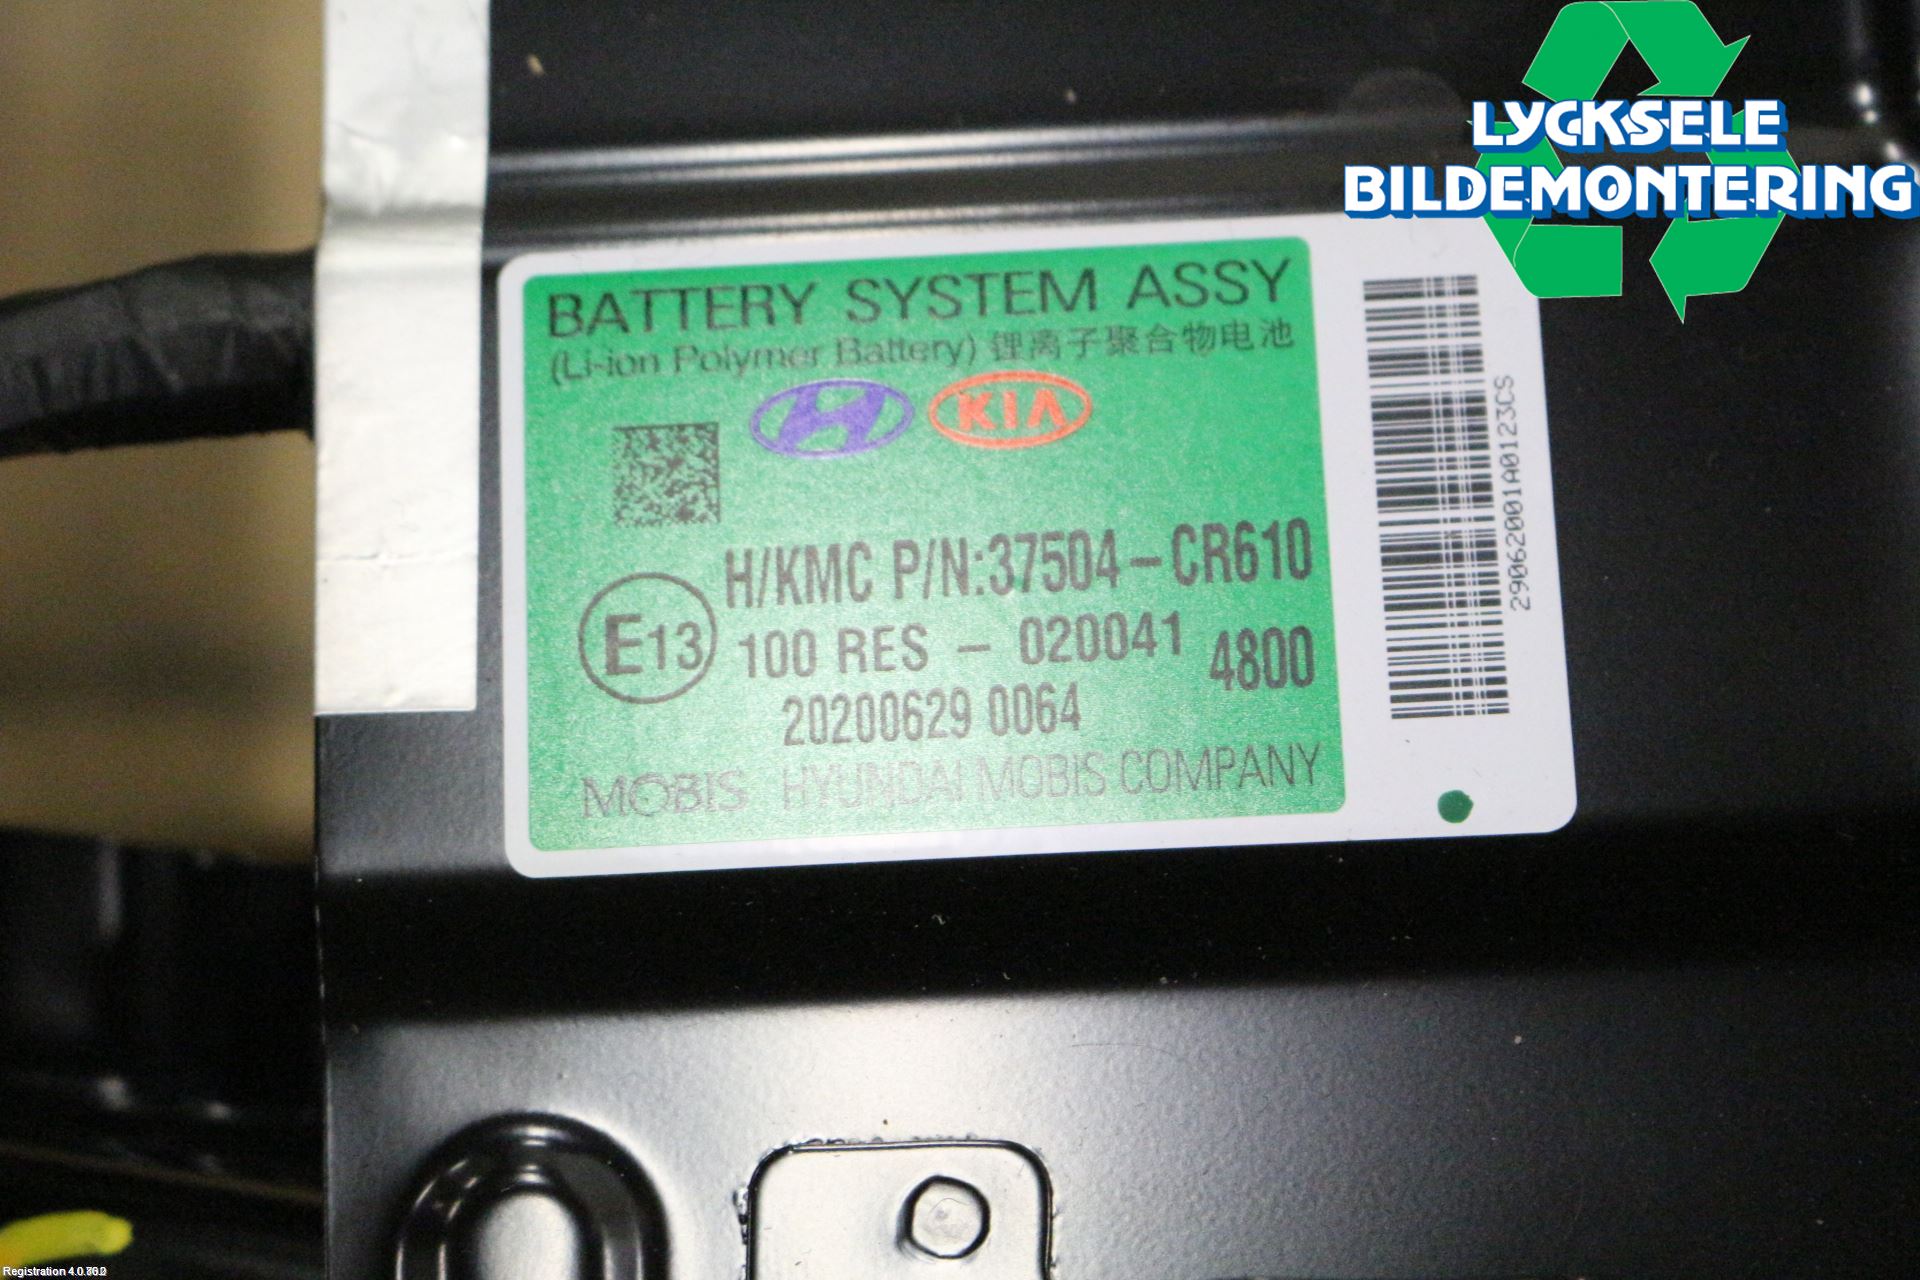 LYCKSELE
BILDEMONTERING
BATTERY SYSTEM ASSY
(Li-ion Polymer Battery) 锂离子聚合物电池
KIA
H/KMC P/N:37504-CR610
E13
100 RES - 020041 4800
20200629 0064
MOBIS HYUNDAI MOBIS COMPANY
29062001A0123CS
Registration